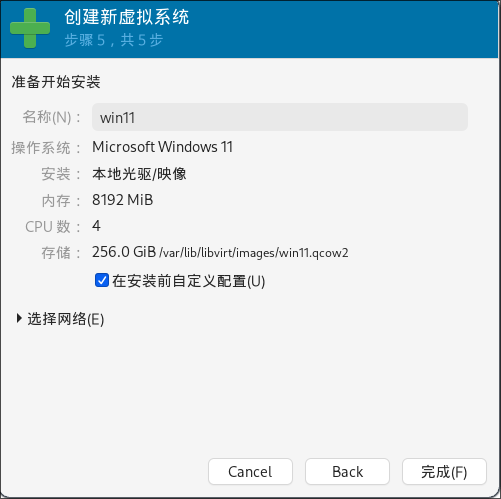 创建新虚拟系统
步骤 5，共 5 步
准备开始安装
名称(N)： win11
操作系统： Microsoft Windows 11
安装： 本地光驱/映像
内存： 8192 MiB
CPU 数： 4
存储： 256.0 GiB /var/lib/libvirt/images/win11.qcow2
在安装前自定义配置(U)
选择网络(E)
Cancel Back 完成(F)